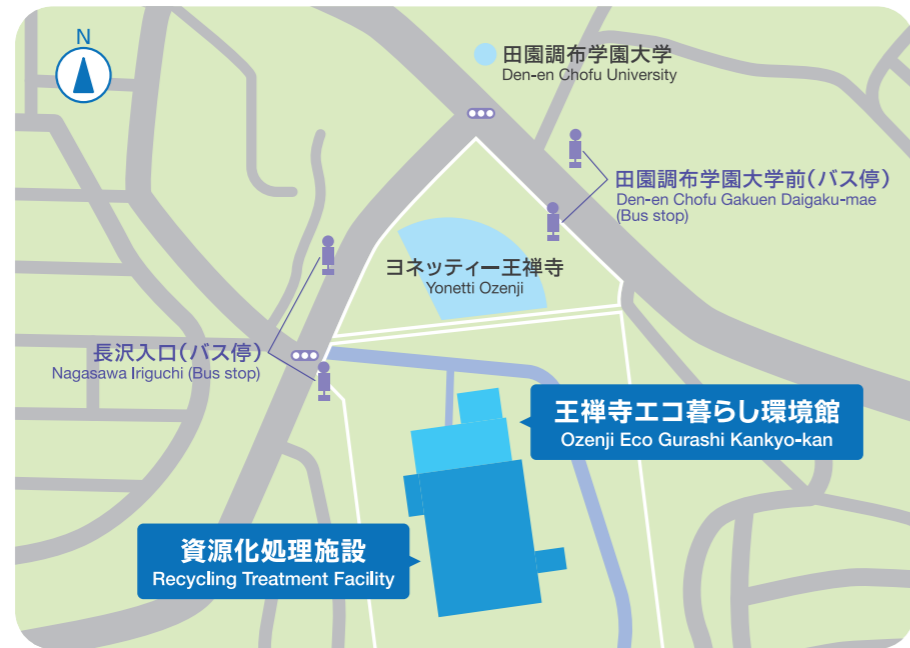 N
田園調布学園大学
Den-en Chofu University
田園調布学園大学前(バス停)
Den-en Chofu Gakuen Daigaku-mae
(Bus stop)
ヨネッティー王禅寺
Yonetti Ozenji
長沢入口(バス停)
Nagasawa Iriguchi (Bus stop)
王禅寺エコ暮らし環境館
Ozenji Eco Gurashi Kankyo-kan
資源化処理施設
Recycling Treatment Facility